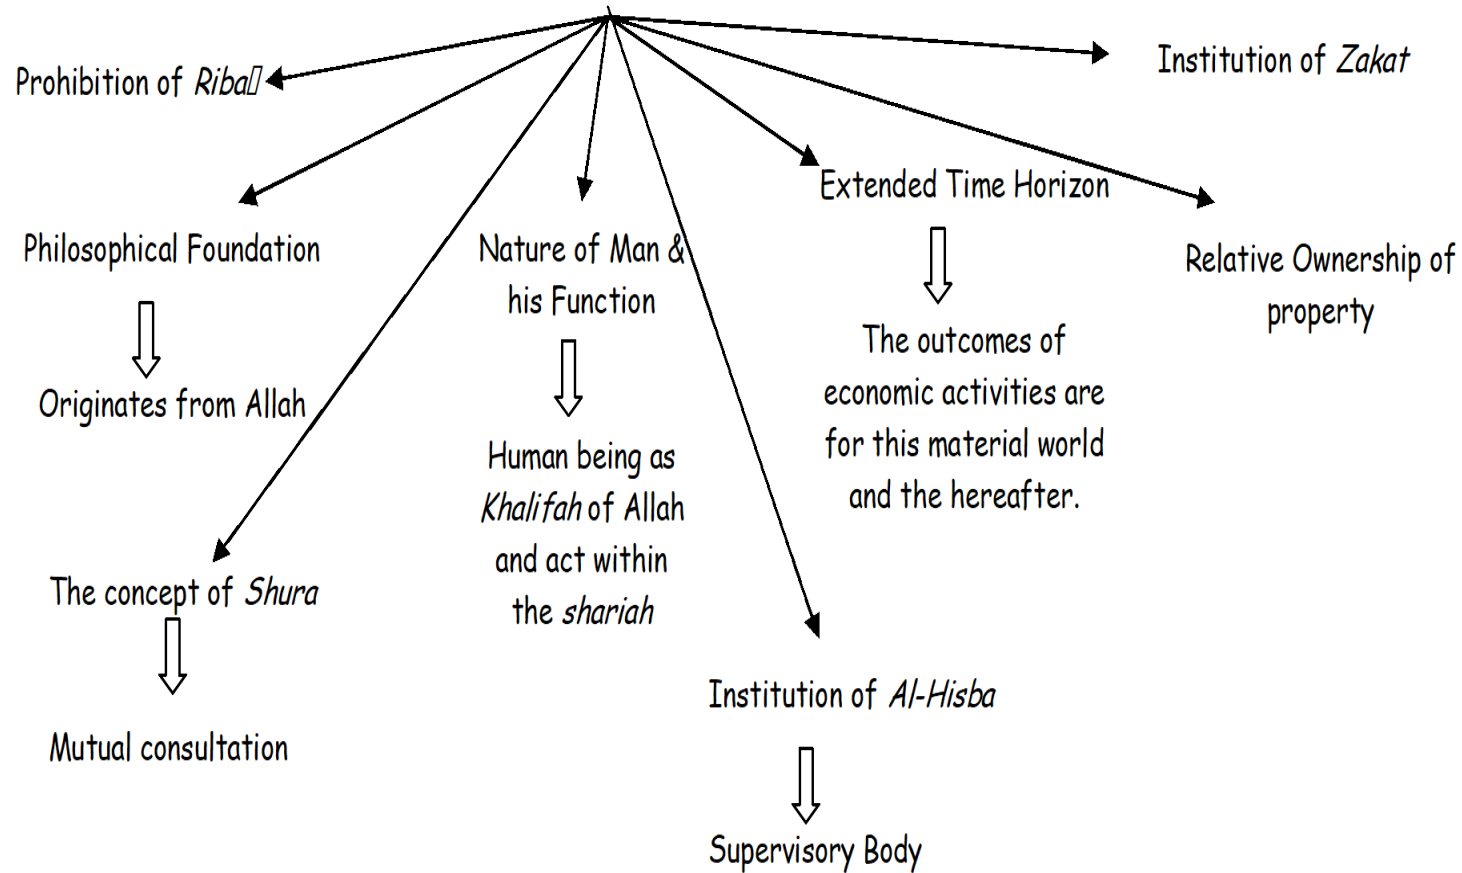 Prohibition of Riba
Institution of Zakat
Philosophical Foundation
Originates from Allah
Nature of Man &
his Function
Human being as
Khalifah of Allah
and act within
the shariah
Extended Time Horizon
The outcomes of
economic activities are
for this material world
and the hereafter.
Relative Ownership of
property
The concept of Shura
Mutual consultation
Institution of Al-Hisba
Supervisory Body